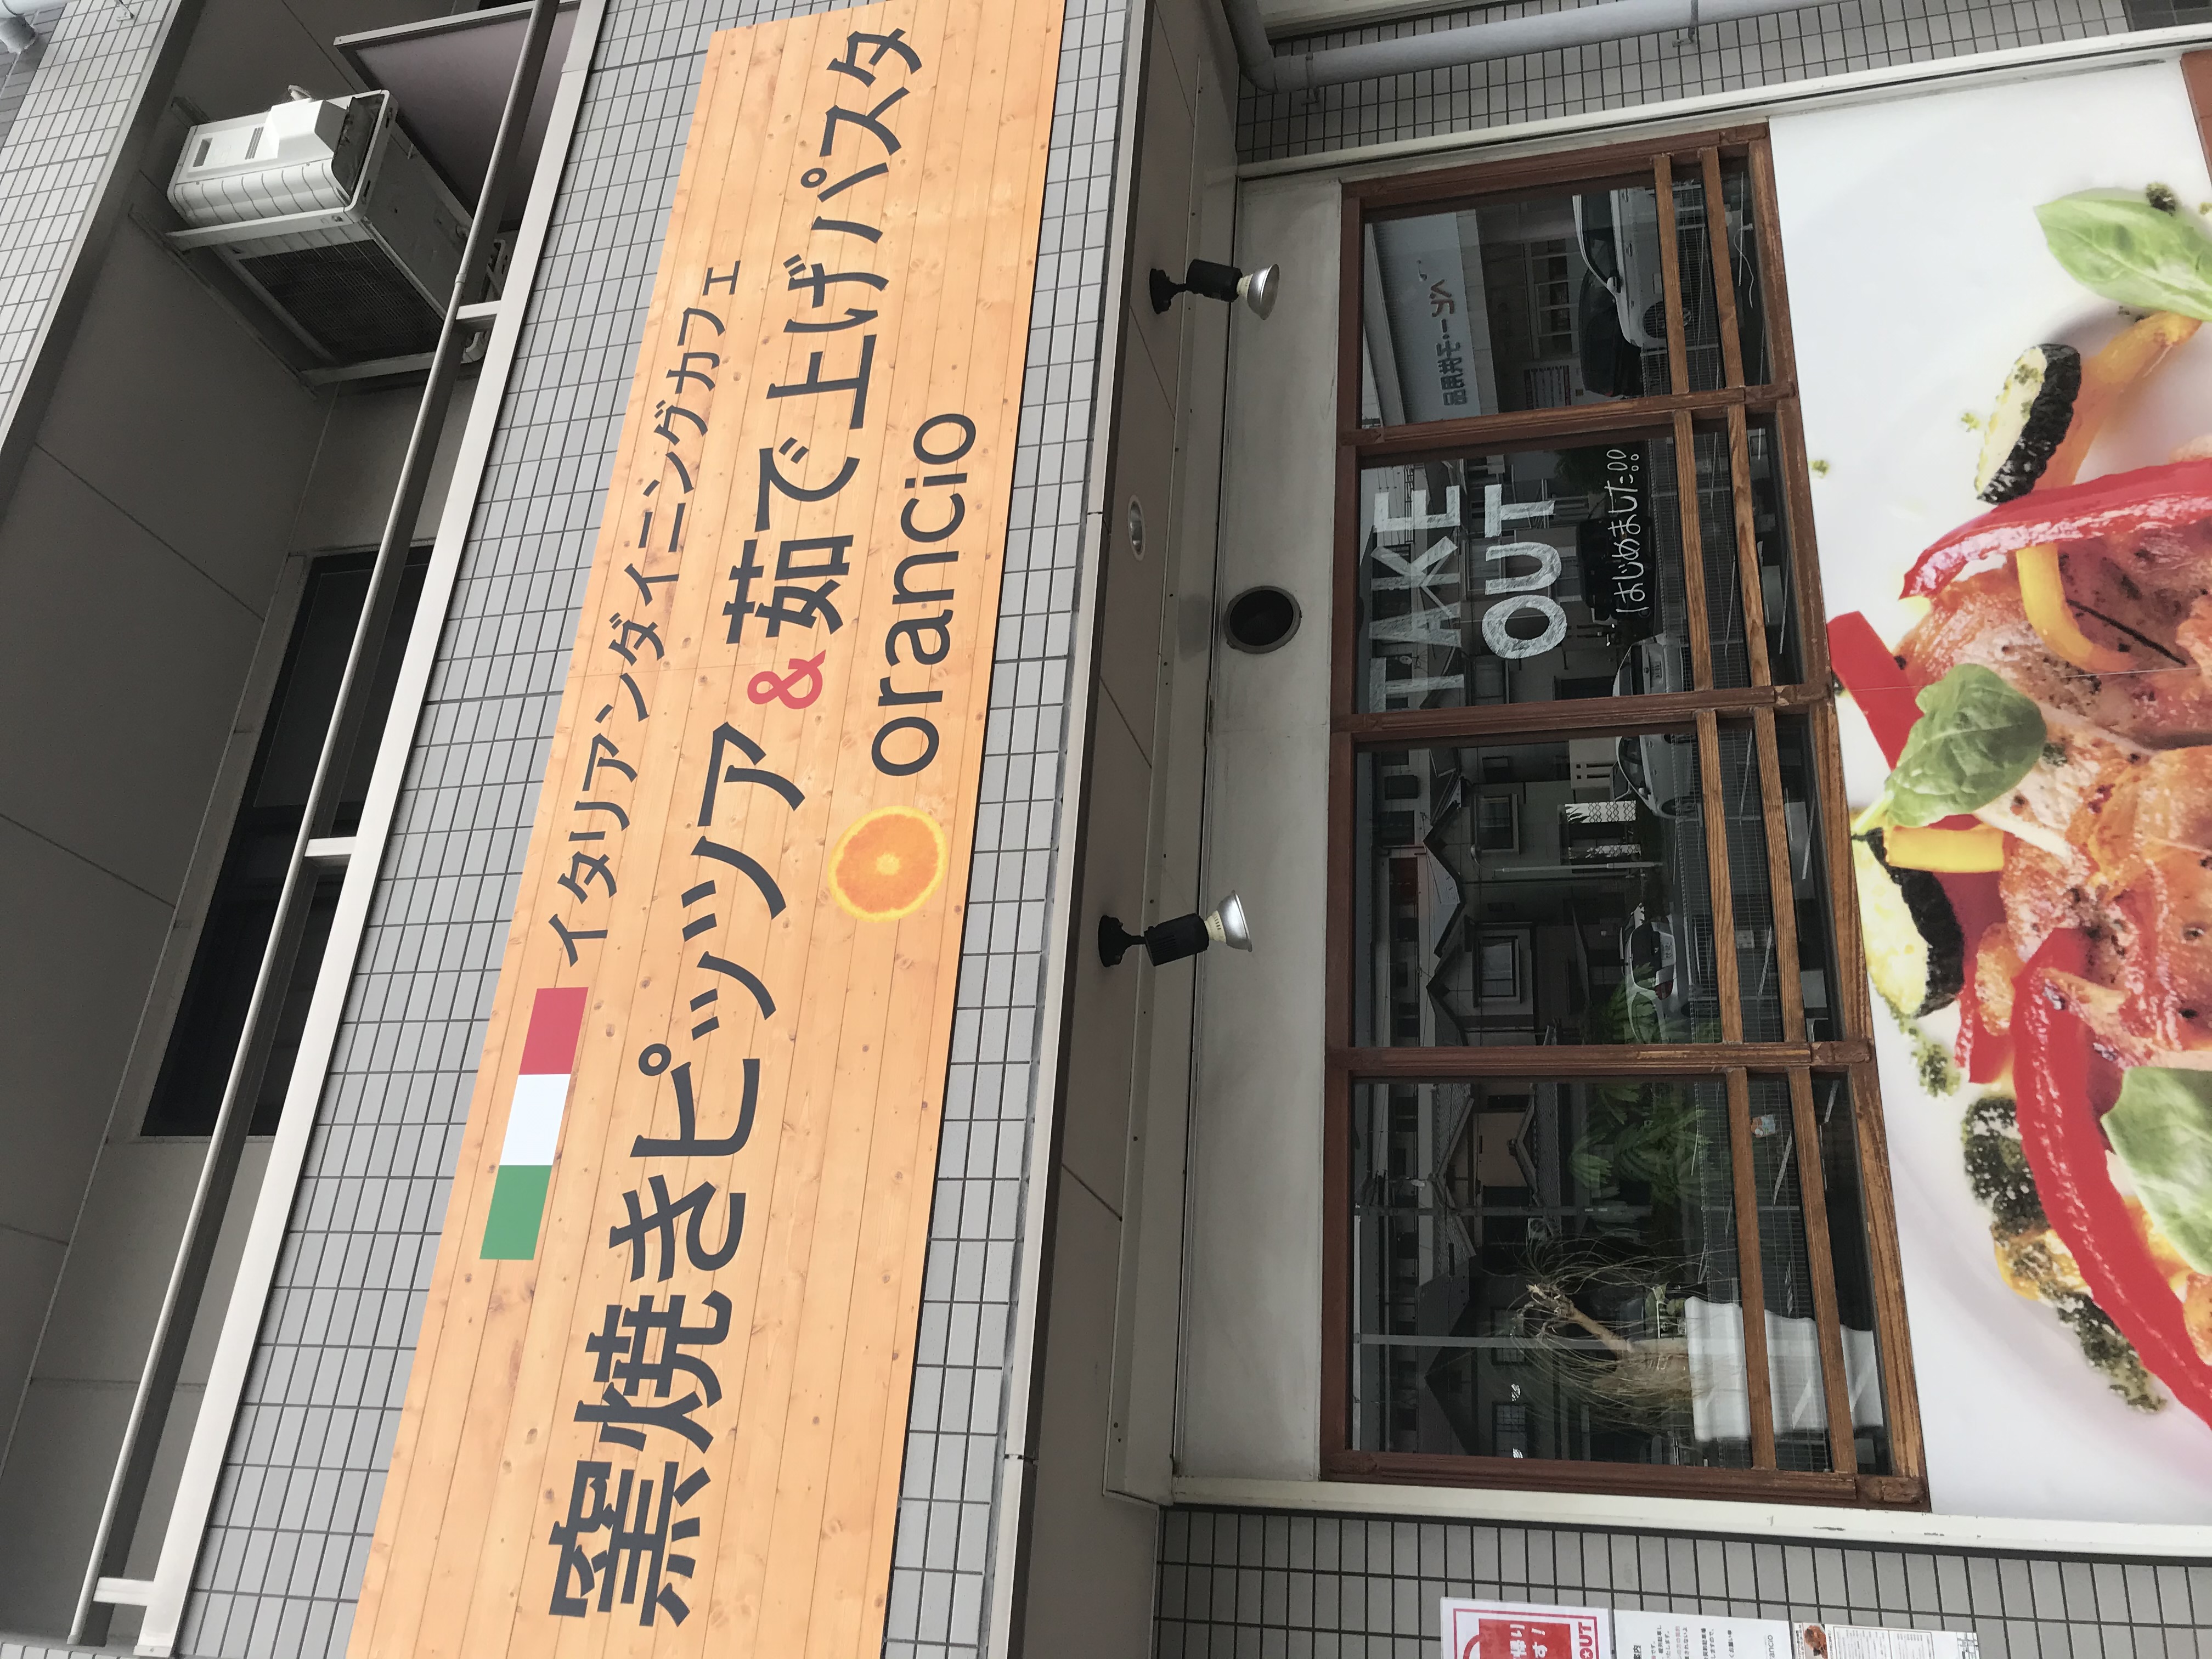 イタリアンダイニングカフェ
窯焼きピッツア&茹で上げパスタ
orancio
TAKE
OUT
はじめました!!